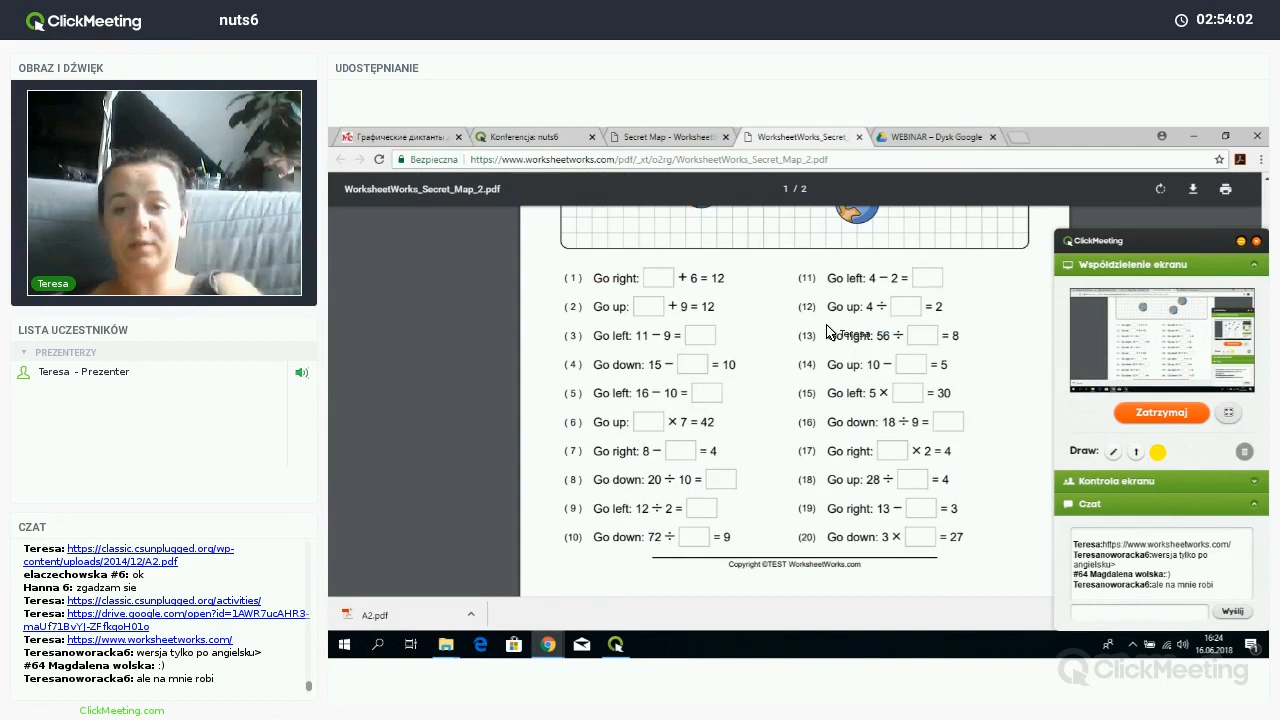 ClickMeeting
nuts6
02:54:02
OBRAZ I DŹWIĘK
UDOSTĘPNIANIE
Teresa
LISTA UCZESTNIKÓW
PREZENTERZY
Teresa - Prezenter
CZAT
Teresa: https://classic.csunplugged.org/wp-
content/uploads/2014/12/A2.pdf
elaczechowska #6: ok
Hanna 6: zgadzam sie
Teresa: https://classic.csunplugged.org/activities/
Teresa: https://drive.google.com/open?id=1AWR7ucAHR3-
maUf71BvYJ-ZFfkqoH01o
Teresa: https://www.worksheetworks.com/
Teresanoworacka6: wersja tylko po angielsku>
#64 Magdalena wolska: :)
Teresanoworacka6: ale na mnie robi
ClickMeeting.com
Графические диктанты
Konferencja: nuts6
Secret Map - Worksheet
WorksheetWorks_Secret_
WEBINAR – Dysk Google
Bezpieczna
https://www.worksheetworks.com/pdf/_xt/o2rg/WorksheetWorks_Secret_Map_2.pdf
WorksheetWorks_Secret_Map_2.pdf
1 / 2
(1) Go right: + 6 = 12
(2) Go up: + 9 = 12
(3) Go left: 11 − 9 =
(4) Go down: 15 − = 10
(5) Go left: 16 − 10 =
(6) Go up: × 7 = 42
(7) Go right: 8 − = 4
(8) Go down: 20 ÷ 10 =
(9) Go left: 12 ÷ 2 =
(10) Go down: 72 ÷ = 9
(11) Go left: 4 − 2 =
(12) Go up: 4 ÷ = 2
(13) Go right: 56 ÷ = 8
Teresa
(14) Go up: 10 − = 5
(15) Go left: 5 × = 30
(16) Go down: 18 ÷ 9 =
(17) Go right: × 2 = 4
(18) Go up: 28 ÷ = 4
(19) Go right: 13 − = 3
(20) Go down: 3 × = 27
Copyright ©TEST WorksheetWorks.com
ClickMeeting
Współdzielenie ekranu
Zatrzymaj
Draw:
Kontrola ekranu
Czat
Teresa:https://www.worksheetworks.com/
Teresanoworacka6:wersja tylko po
angielsku>
#64 Magdalena wolska::)
Teresanoworacka6:ale na mnie robi
Wyślij
A2.pdf
16:24
16.06.2018
ClickMeeting